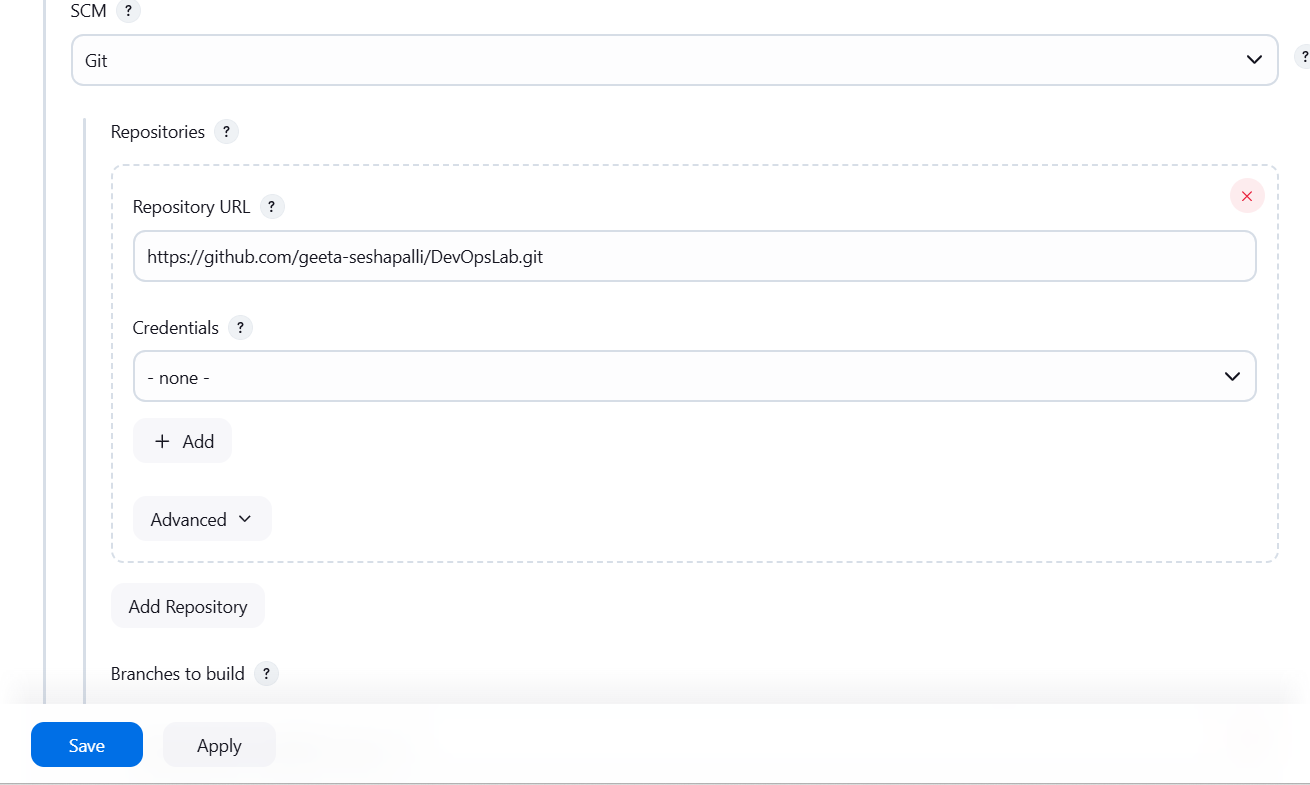 SCM ?
Git
?
Repositories ?
Repository URL ?
https://github.com/geeta-seshapalli/DevOpsLab.git
Credentials ?
- none -
+ Add
Advanced
Add Repository
Branches to build ?
Save Apply